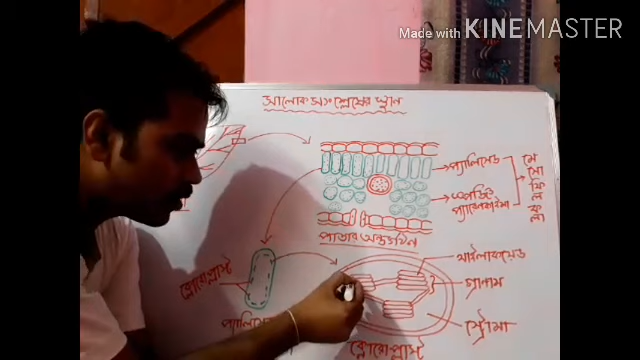 Made with KINEMASTER
আলোক সংশ্লেষের স্থান
প্যালিসেড
স্পঞ্জি
প্যারেনকাইমা
মেসোফিল কলা
পাতার অন্তর্গঠন
থাইলাকয়েড
গ্রানাম
স্ট্রোমা
ক্লোরোপ্লাস্ট
ক্লোরোপ্লাস্ট